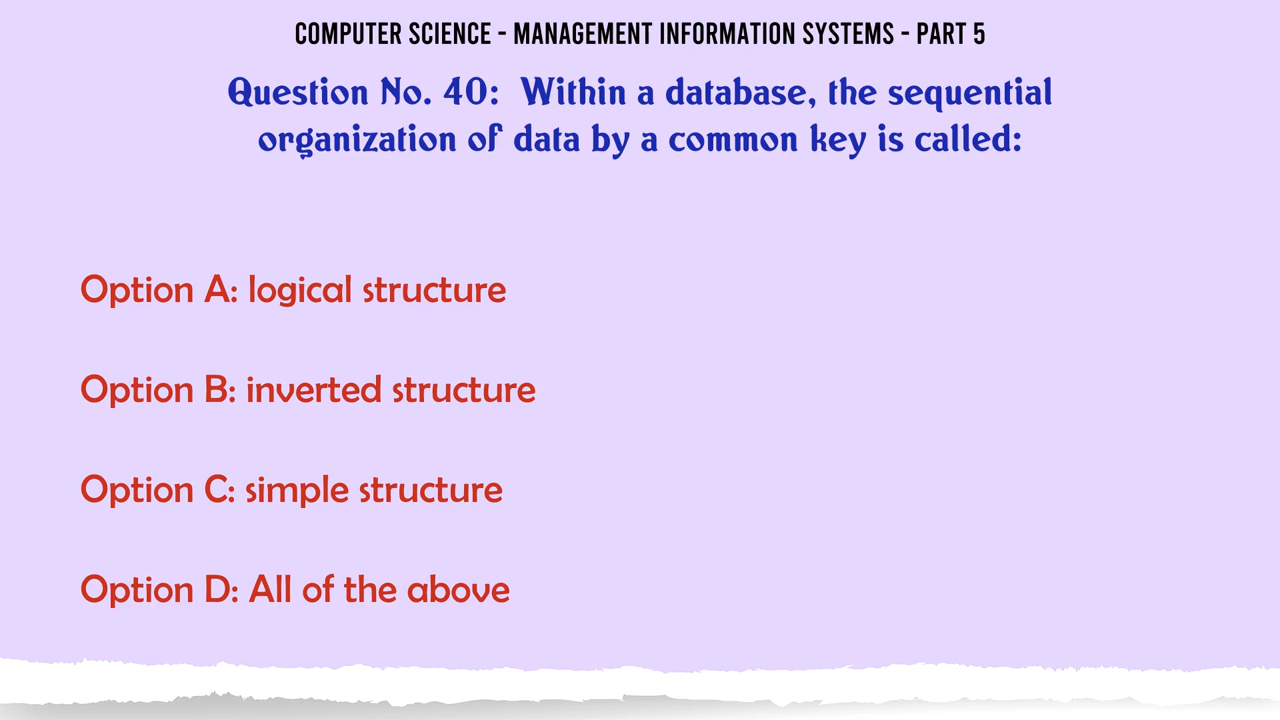 COMPUTER SCIENCE - MANAGEMENT INFORMATION SYSTEMS - PART 5
Question No. 40: Within a database, the sequential
organization of data by a common key is called:
Option A: logical structure
Option B: inverted structure
Option C: simple structure
Option D: All of the above